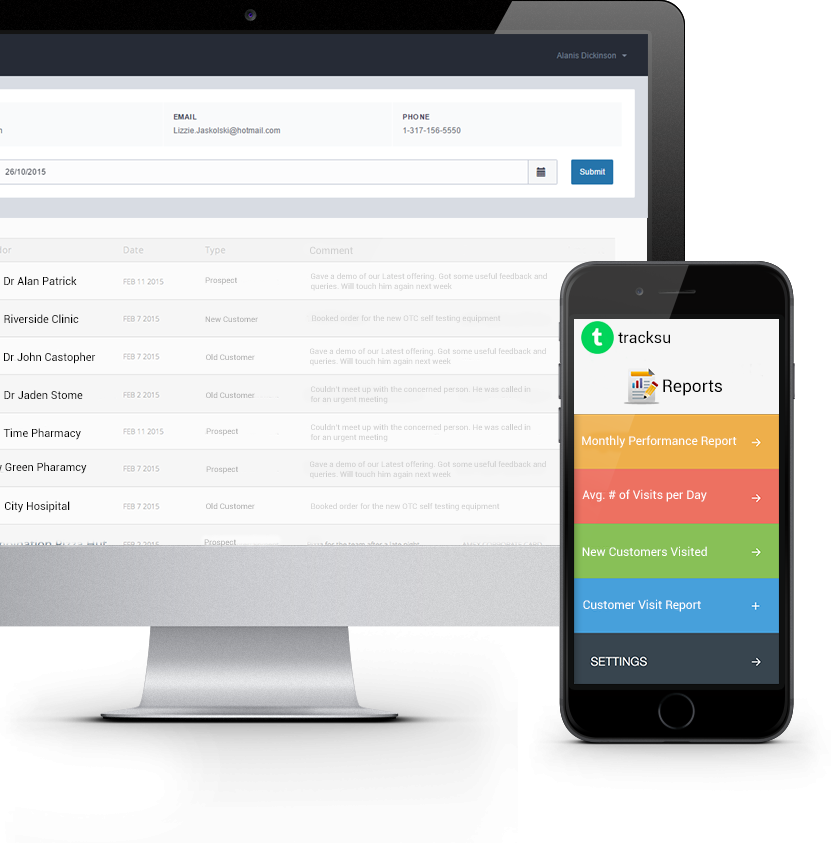 Alanis Dickinson
EMAIL
PHONE
Lizzie.Jaskolski@hotmail.com
1-317-156-5550
26/10/2015
Submit
Date
Type
Comment
Dr Alan Patrick
FEB 11 2015
Prospect
Gave a demo of our Latest offering. Got some useful feedback and
queries. Will touch him again next week
Riverside Clinic
FEB 7 2015
New Customer
Booked order for the new OTC self testing equipment
Dr John Castopher
FEB 7 2015
Old Customer
Gave a demo of our Latest offering. Got some useful feedback and
queries. Will touch him again next week
Dr Jaden Stome
FEB 2 2015
Old Customer
Couldn't meet up with the concerned person. He was called in
for an urgent meeting
Time Pharmacy
FEB 11 2015
Prospect
Couldn't meet up with the concerned person. He was called in
for an urgent meeting
Green Pharamcy
FEB 7 2015
Prospect
Gave a demo of our Latest offering. Got some useful feedback and
queries. Will touch him again next week
City Hosipital
FEB 7 2015
Old Customer
Booked order for the new OTC self testing equipment
Prospect
t tracksu
Reports
Monthly Performance Report →
Avg. # of Visits per Day →
New Customers Visited →
Customer Visit Report +
SETTINGS →